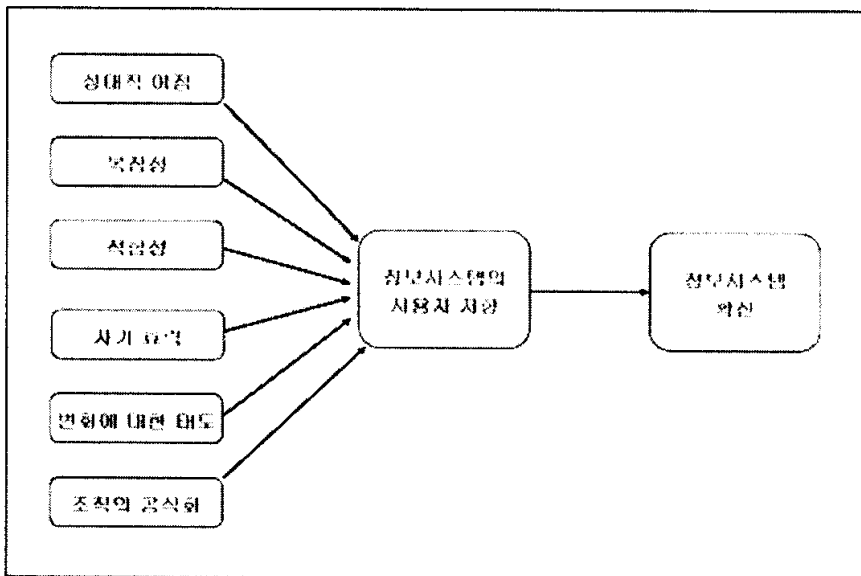 상대적 이점
복잡성
적합성
자기 효력
변화에 대한 태도
조직의 공식화
정보시스템의
사용자 저항
정보시스템
확산